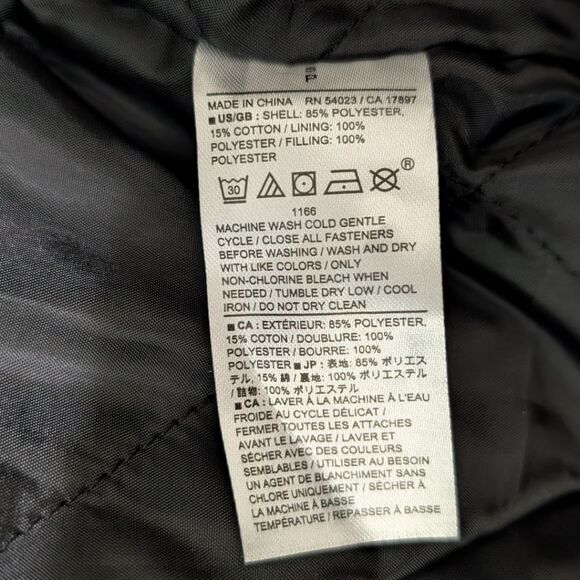 S
P
MADE IN CHINA RN 54023 / CA 17897
■ US/GB : SHELL: 85% POLYESTER,
15% COTTON / LINING: 100%
POLYESTER / FILLING: 100%
POLYESTER
30 ®
1166
MACHINE WASH COLD GENTLE
CYCLE / CLOSE ALL FASTENERS
BEFORE WASHING / WASH AND DRY
WITH LIKE COLORS / ONLY
NON-CHLORINE BLEACH WHEN
NEEDED / TUMBLE DRY LOW / COOL
IRON / DO NOT DRY CLEAN
■ CA : EXTÉRIEUR: 85% POLYESTER,
15% COTON / DOUBLURE: 100%
POLYESTER / BOURRE: 100%
POLYESTER ■ JP : 表地: 85% ポリエス
テル, 15% 綿 / 裏地: 100% ポリエステル
/ 詰物: 100% ポリエステル
■ CA : LAVER À LA MACHINE À L'EAU
FROIDE AU CYCLE DÉLICAT /
FERMER TOUTES LES ATTACHES
AVANT LE LAVAGE / LAVER ET
SÉCHER AVEC DES COULEURS
SEMBLABLES / UTILISER AU BESOIN
UN AGENT DE BLANCHIMENT SANS
CHLORE UNIQUEMENT / SÉCHER À
LA MACHINE À BASSE
TEMPÉRATURE / REPASSER À BASSE